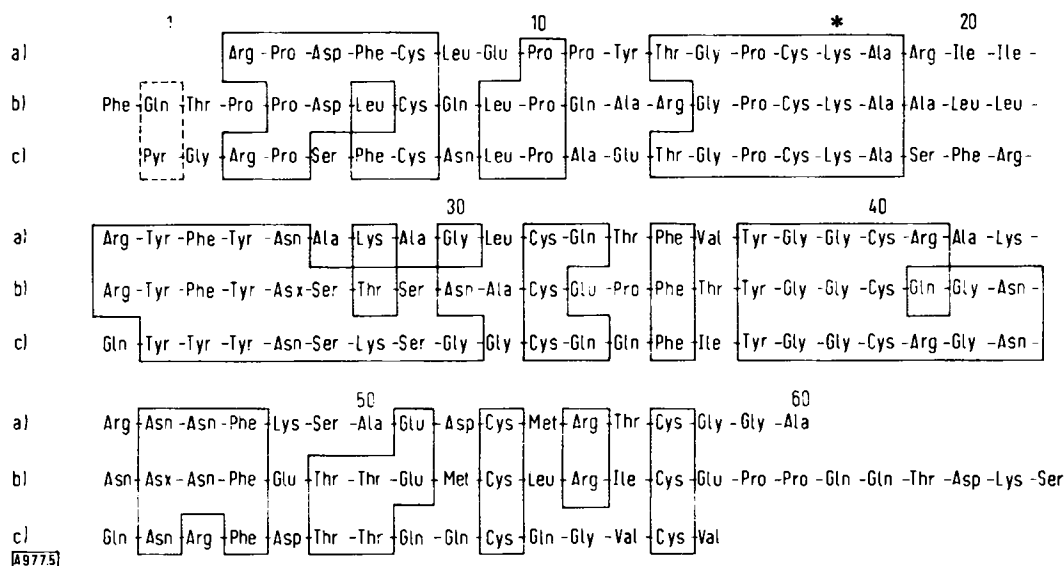 1 10 * 20
a) Arg - Pro - Asp - Phe - Cys - Leu - Glu - Pro - Pro - Tyr - Thr - Gly - Pro - Cys - Lys - Ala - Arg - Ile - Ile -
b) Phe - Gln - Thr - Pro - Pro - Asp - Leu - Cys - Gln - Leu - Pro - Gln - Ala - Arg - Gly - Pro - Cys - Lys - Ala - Ala - Leu - Leu -
c) Pyr - Gly - Arg - Pro - Ser - Phe - Cys - Asn - Leu - Pro - Ala - Glu - Thr - Gly - Pro - Cys - Lys - Ala - Ser - Phe - Arg -
30 40
a) Arg - Tyr - Phe - Tyr - Asn - Ala - Lys - Ala - Gly - Leu - Cys - Gln - Thr - Phe - Val - Tyr - Gly - Gly - Cys - Arg - Ala - Lys -
b) Arg - Tyr - Phe - Tyr - Asx - Ser - Thr - Ser - Asn - Ala - Cys - Glu - Pro - Phe - Thr - Tyr - Gly - Gly - Cys - Gln - Gly - Asn -
c) Gln - Tyr - Tyr - Tyr - Asn - Ser - Lys - Ser - Gly - Gly - Cys - Gln - Gln - Phe - Ile - Tyr - Gly - Gly - Cys - Arg - Gly - Asn -
50 60
a) Arg - Asn - Asn - Phe - Lys - Ser - Ala - Glu - Asp - Cys - Met - Arg - Thr - Cys - Gly - Gly - Ala
b) Asn - Asx - Asn - Phe - Glu - Thr - Thr - Glu - Met - Cys - Leu - Arg - Ile - Cys - Glu - Pro - Pro - Gln - Gln - Thr - Asp - Lys - Ser
c) Gln - Asn - Arg - Phe - Asp - Thr - Thr - Gln - Gln - Cys - Gln - Gly - Val - Cys - Val
A977.5